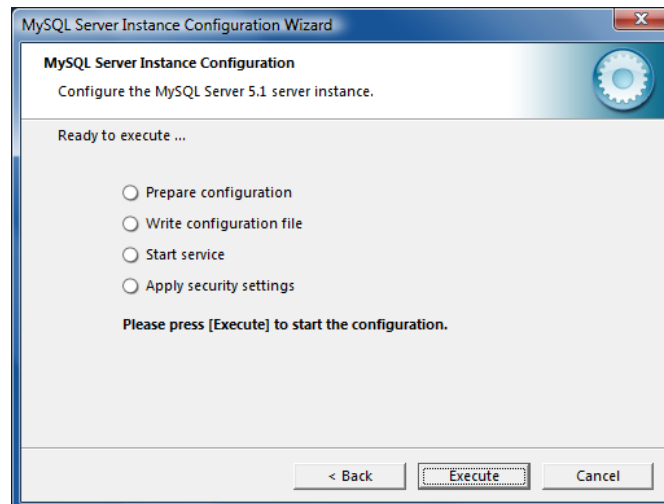 MySQL Server Instance Configuration Wizard
MySQL Server Instance Configuration
Configure the MySQL Server 5.1 server instance.
Ready to execute ...
Prepare configuration
Write configuration file
Start service
Apply security settings
Please press [Execute] to start the configuration.
< Back Execute Cancel